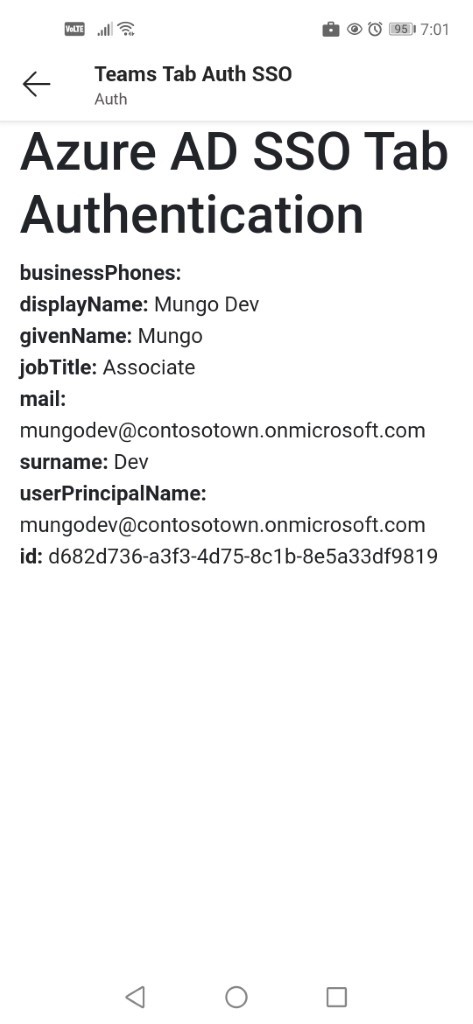 VoLTE 95 7:01
Teams Tab Auth SSO
Auth
Azure AD SSO Tab
Authentication
businessPhones:
displayName: Mungo Dev
givenName: Mungo
jobTitle: Associate
mail:
mungodev@contosotown.onmicrosoft.com
surname: Dev
userPrincipalName:
mungodev@contosotown.onmicrosoft.com
id: d682d736-a3f3-4d75-8c1b-8e5a33df9819